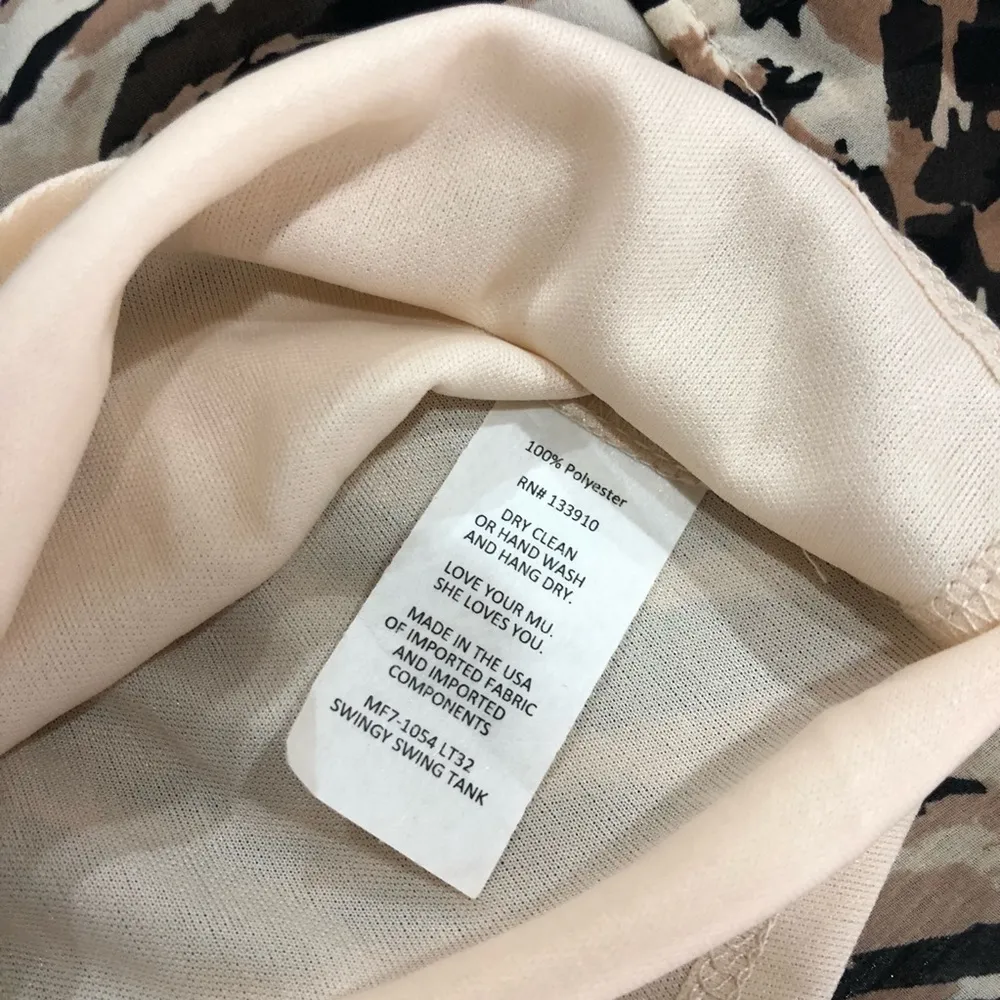 100% Polyester
RN# 133910
DRY CLEAN
OR HAND WASH
AND HANG DRY.
LOVE YOUR MU.
SHE LOVES YOU.
MADE IN THE USA
OF IMPORTED FABRIC
AND IMPORTED
COMPONENTS
MF7-1054 LT32
SWINGY SWING TANK